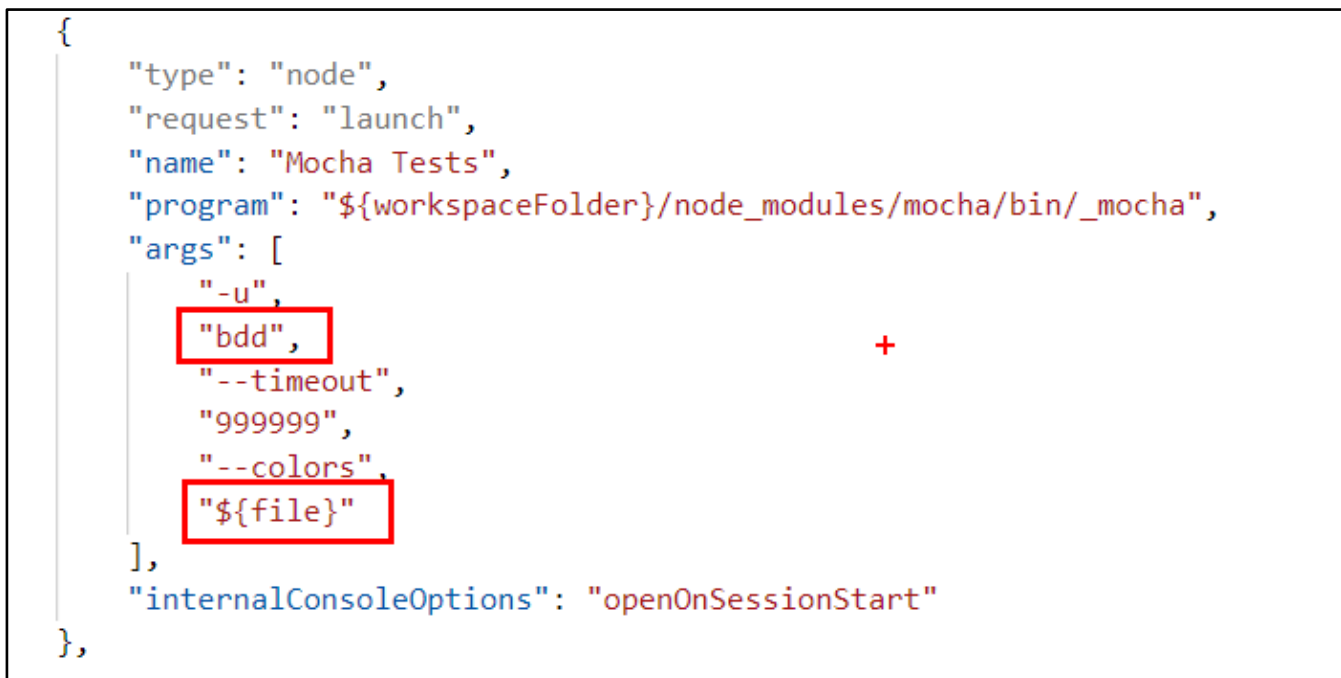 {
"type": "node",
"request": "launch",
"name": "Mocha Tests",
"program": "${workspaceFolder}/node_modules/mocha/bin/_mocha",
"args": [
"-u",
"bdd",
"--timeout",
"999999",
"--colors",
"${file}"
],
"internalConsoleOptions": "openOnSessionStart"
},